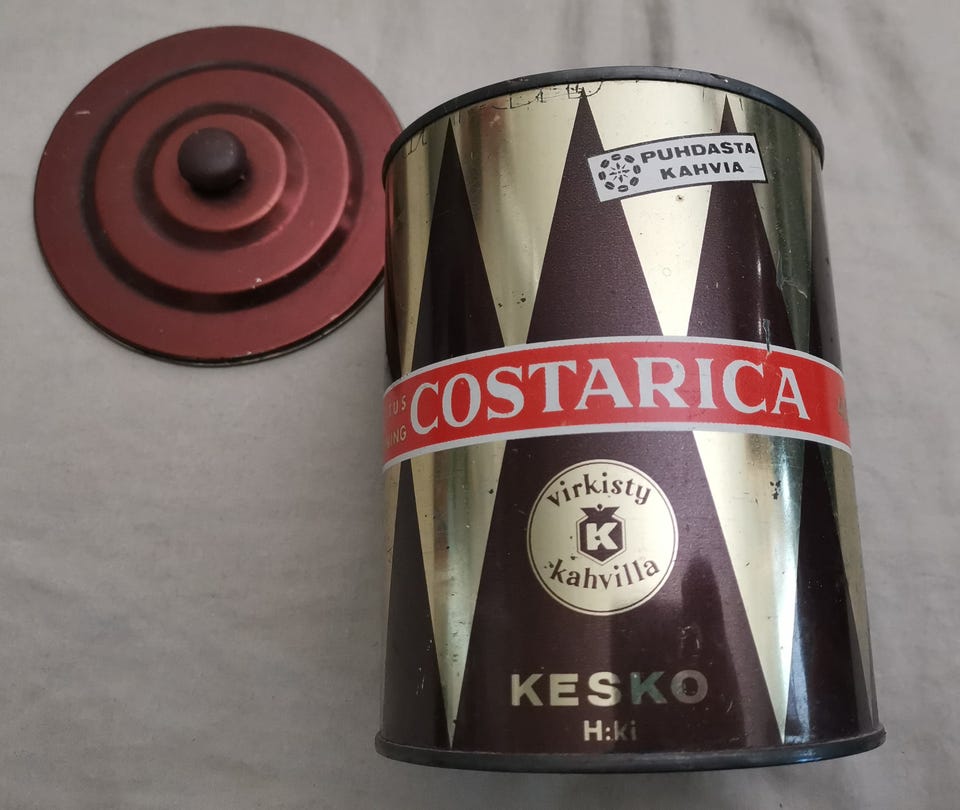 PUHDASTA
KAHVIA
COSTARICA
virkisty
K
kahvilla
KESKO
H:ki